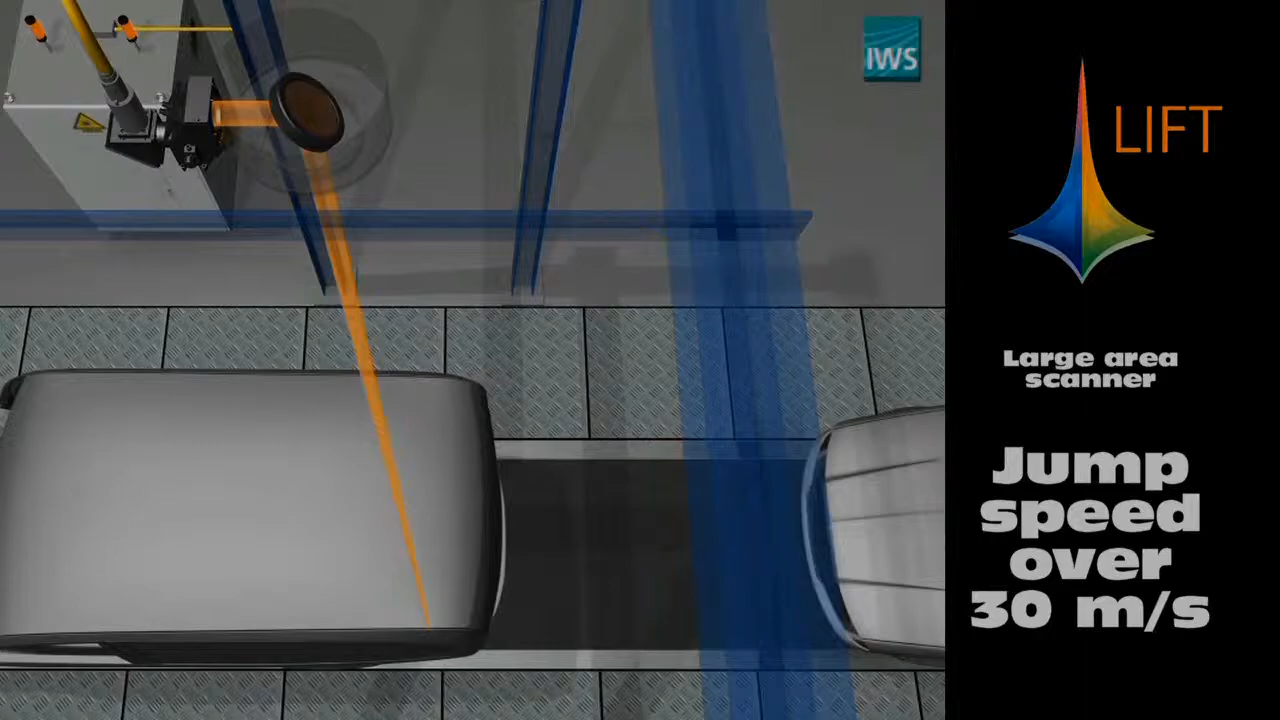 IWS
LIFT
Large area
scanner
Jump
speed
over
30 m/s